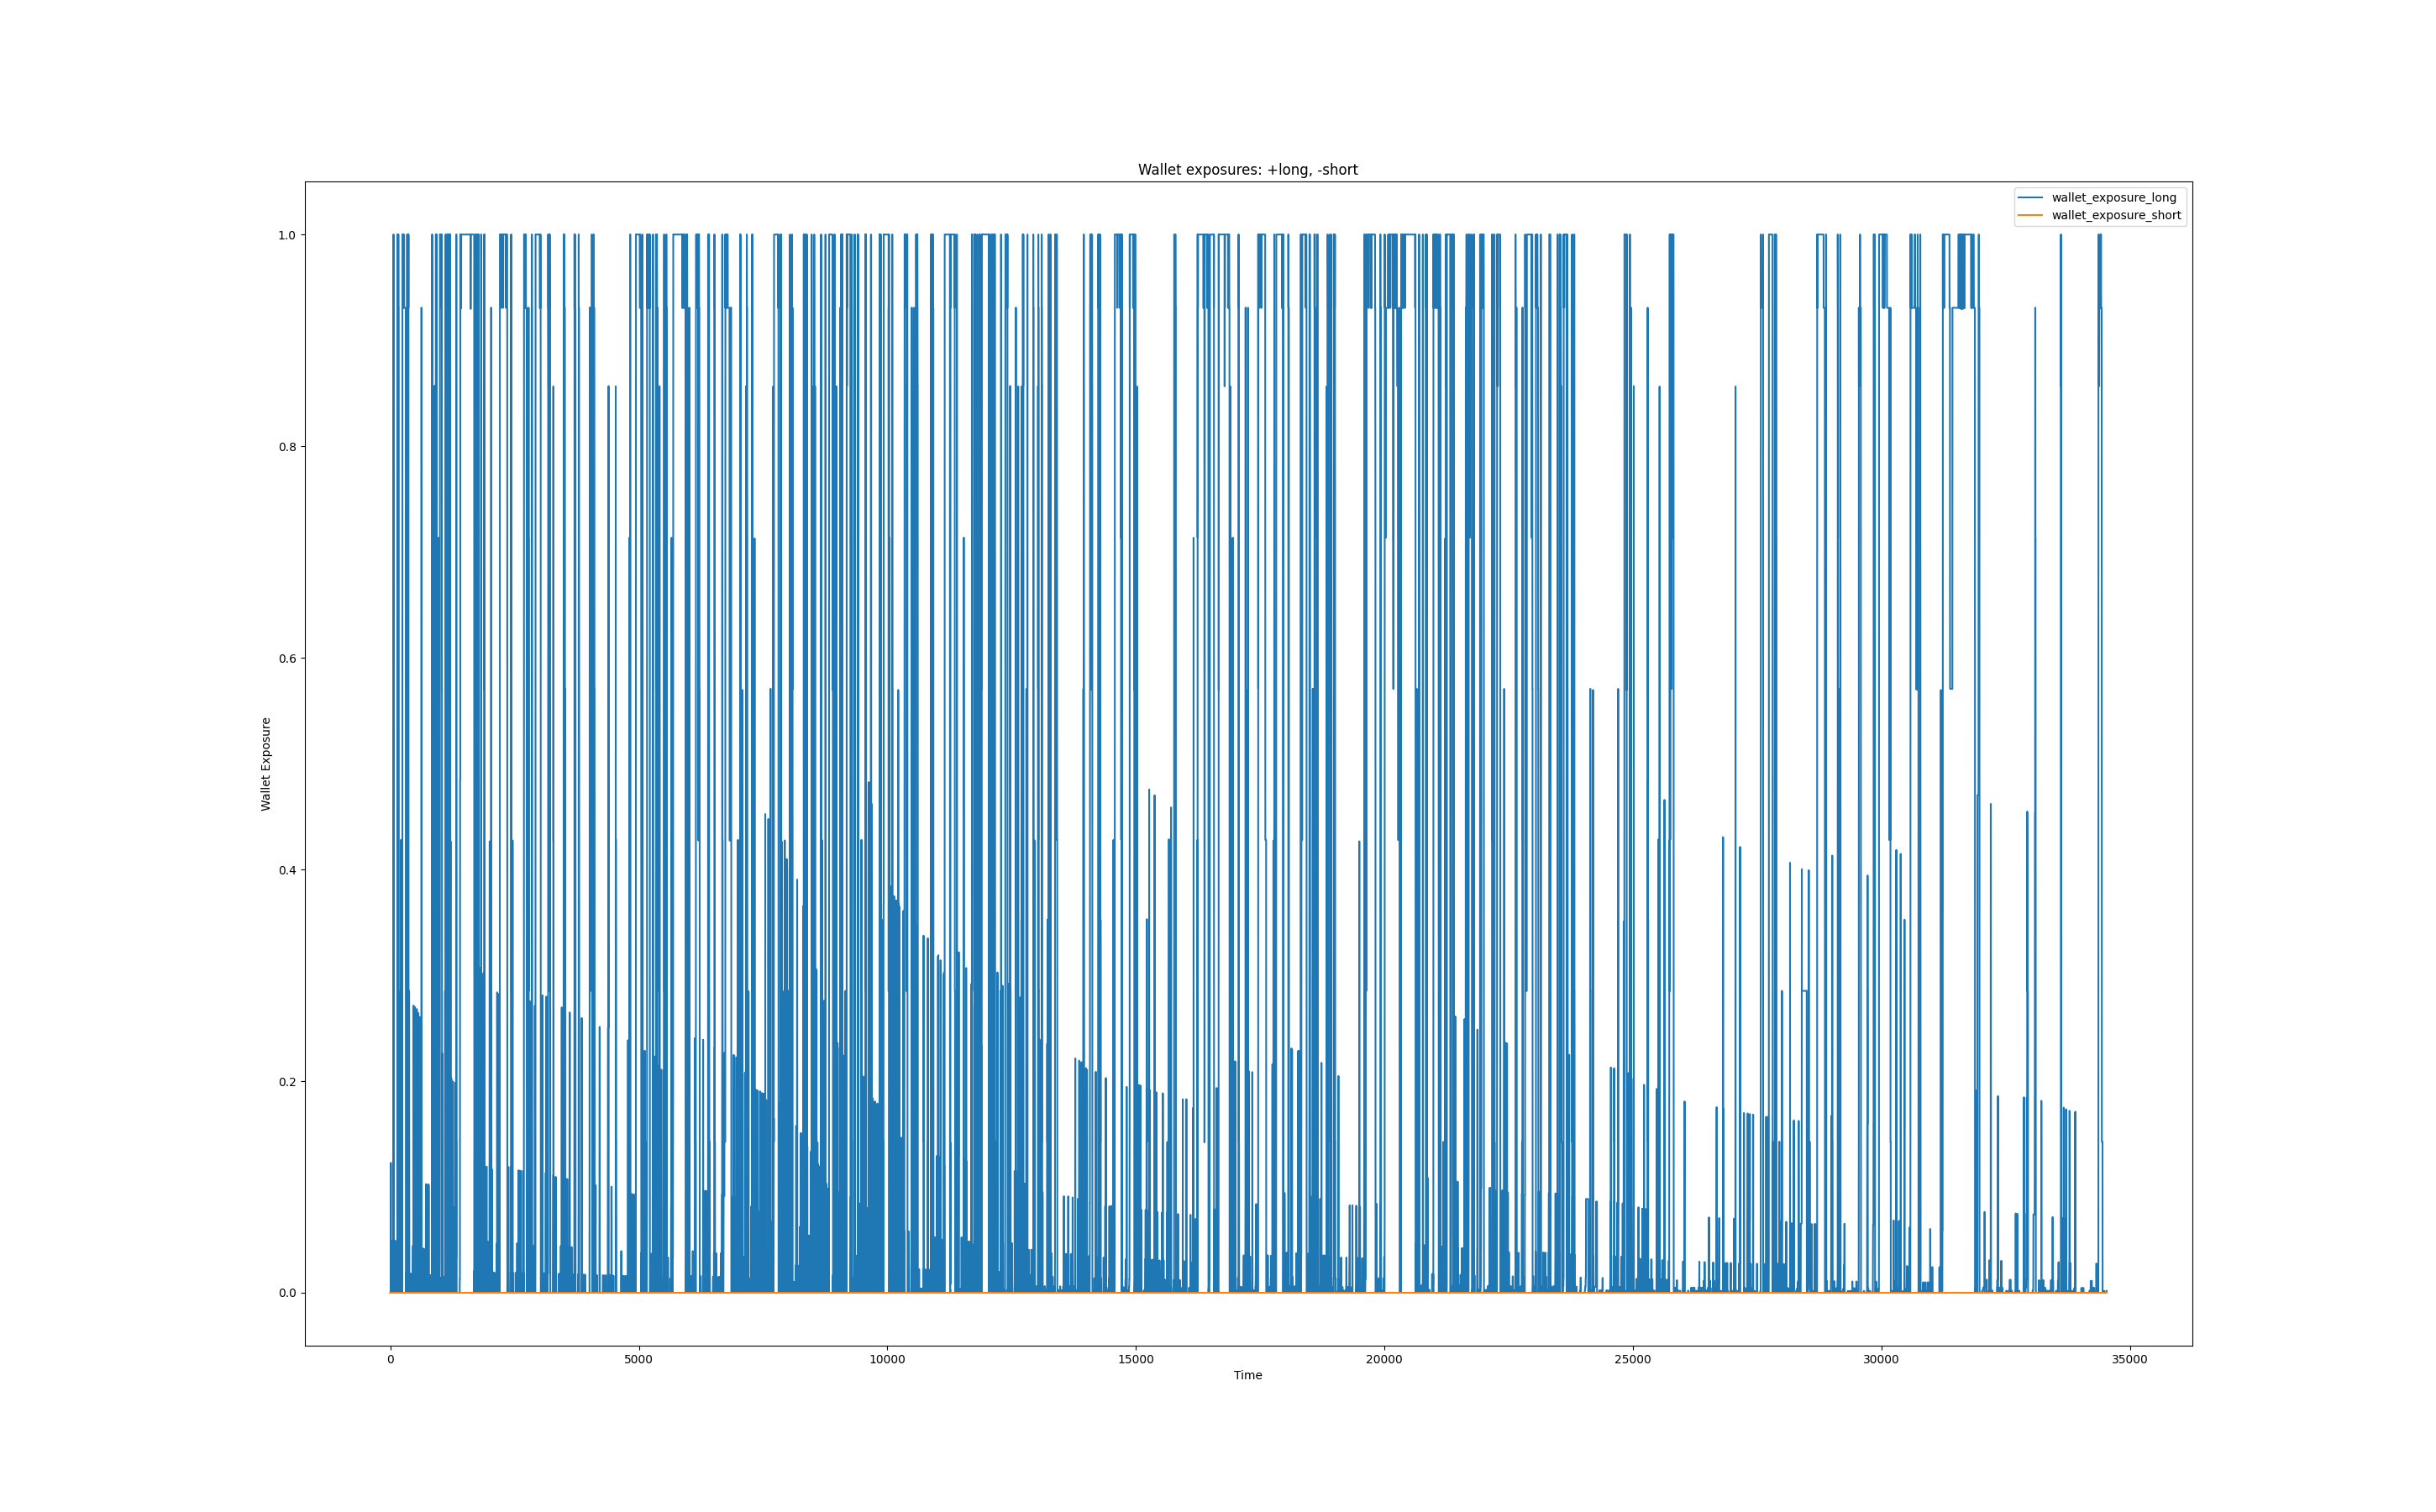 Wallet exposures: +long, -short
wallet_exposure_long
wallet_exposure_short
1.0
0.8
0.6
0.4
0.2
0.0
Wallet Exposure
0 5000 10000 15000 20000 25000 30000 35000
Time